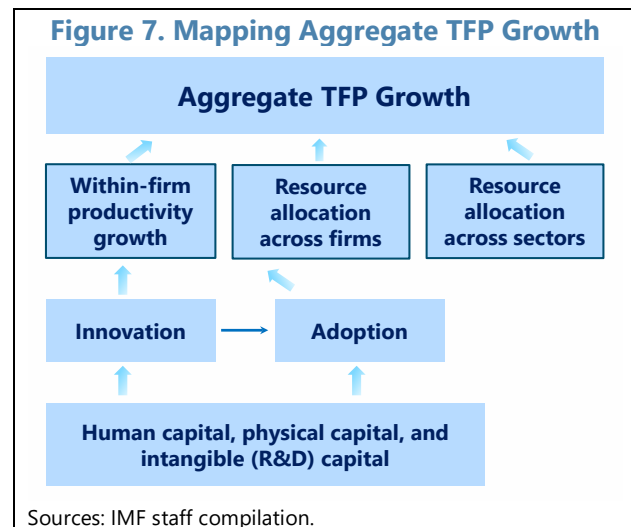 Figure 7. Mapping Aggregate TFP Growth
Aggregate TFP Growth
Within-firm
productivity
growth
Resource
allocation
across firms
Resource
allocation
across sectors
Innovation
Adoption
Human capital, physical capital, and
intangible (R&D) capital
Sources: IMF staff compilation.